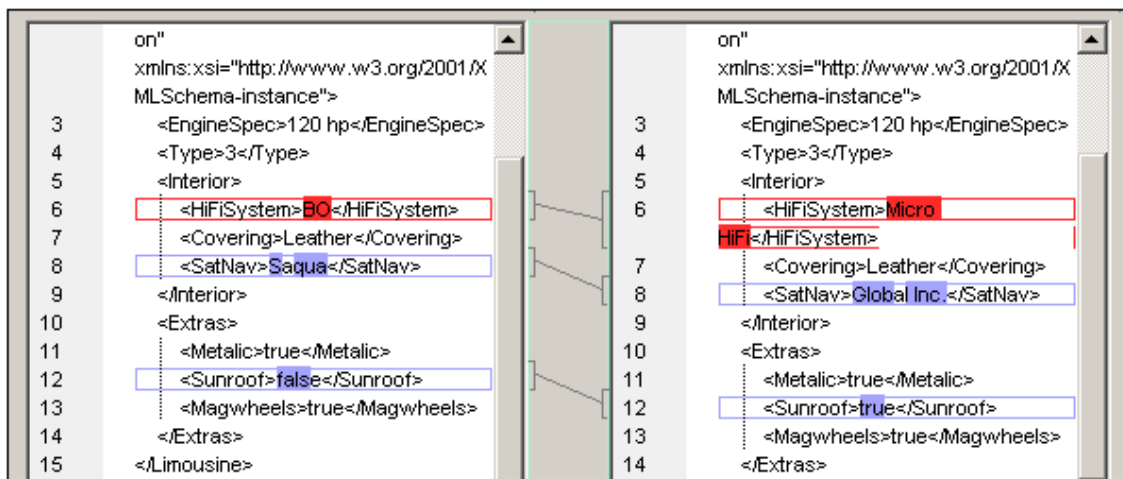 on"
xmlns:xsi="http://www.w3.org/2001/X
MLSchema-instance">
3 <EngineSpec>120 hp</EngineSpec>
4 <Type>3</Type>
5 <Interior>
6 <HiFiSystem>BO</HiFiSystem>
7 <Covering>Leather</Covering>
8 <SatNav>Saqua</SatNav>
9 </Interior>
10 <Extras>
11 <Metalic>true</Metalic>
12 <Sunroof>false</Sunroof>
13 <Magwheels>true</Magwheels>
14 </Extras>
15 </Limousine>
on"
xmlns:xsi="http://www.w3.org/2001/X
MLSchema-instance">
3 <EngineSpec>120 hp</EngineSpec>
4 <Type>3</Type>
5 <Interior>
6 <HiFiSystem>Micro
HiFi</HiFiSystem>
7 <Covering>Leather</Covering>
8 <SatNav>Global Inc.</SatNav>
9 </Interior>
10 <Extras>
11 <Metalic>true</Metalic>
12 <Sunroof>true</Sunroof>
13 <Magwheels>true</Magwheels>
14 </Extras>